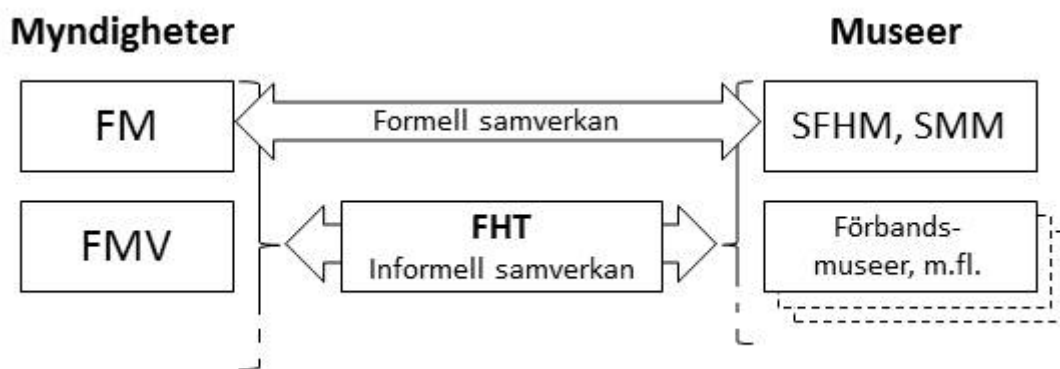 Myndigheter
Museer
FM
Formell samverkan
SFHM, SMM
FMV
FHT
Informell samverkan
Förbands-
museer, m.fl.